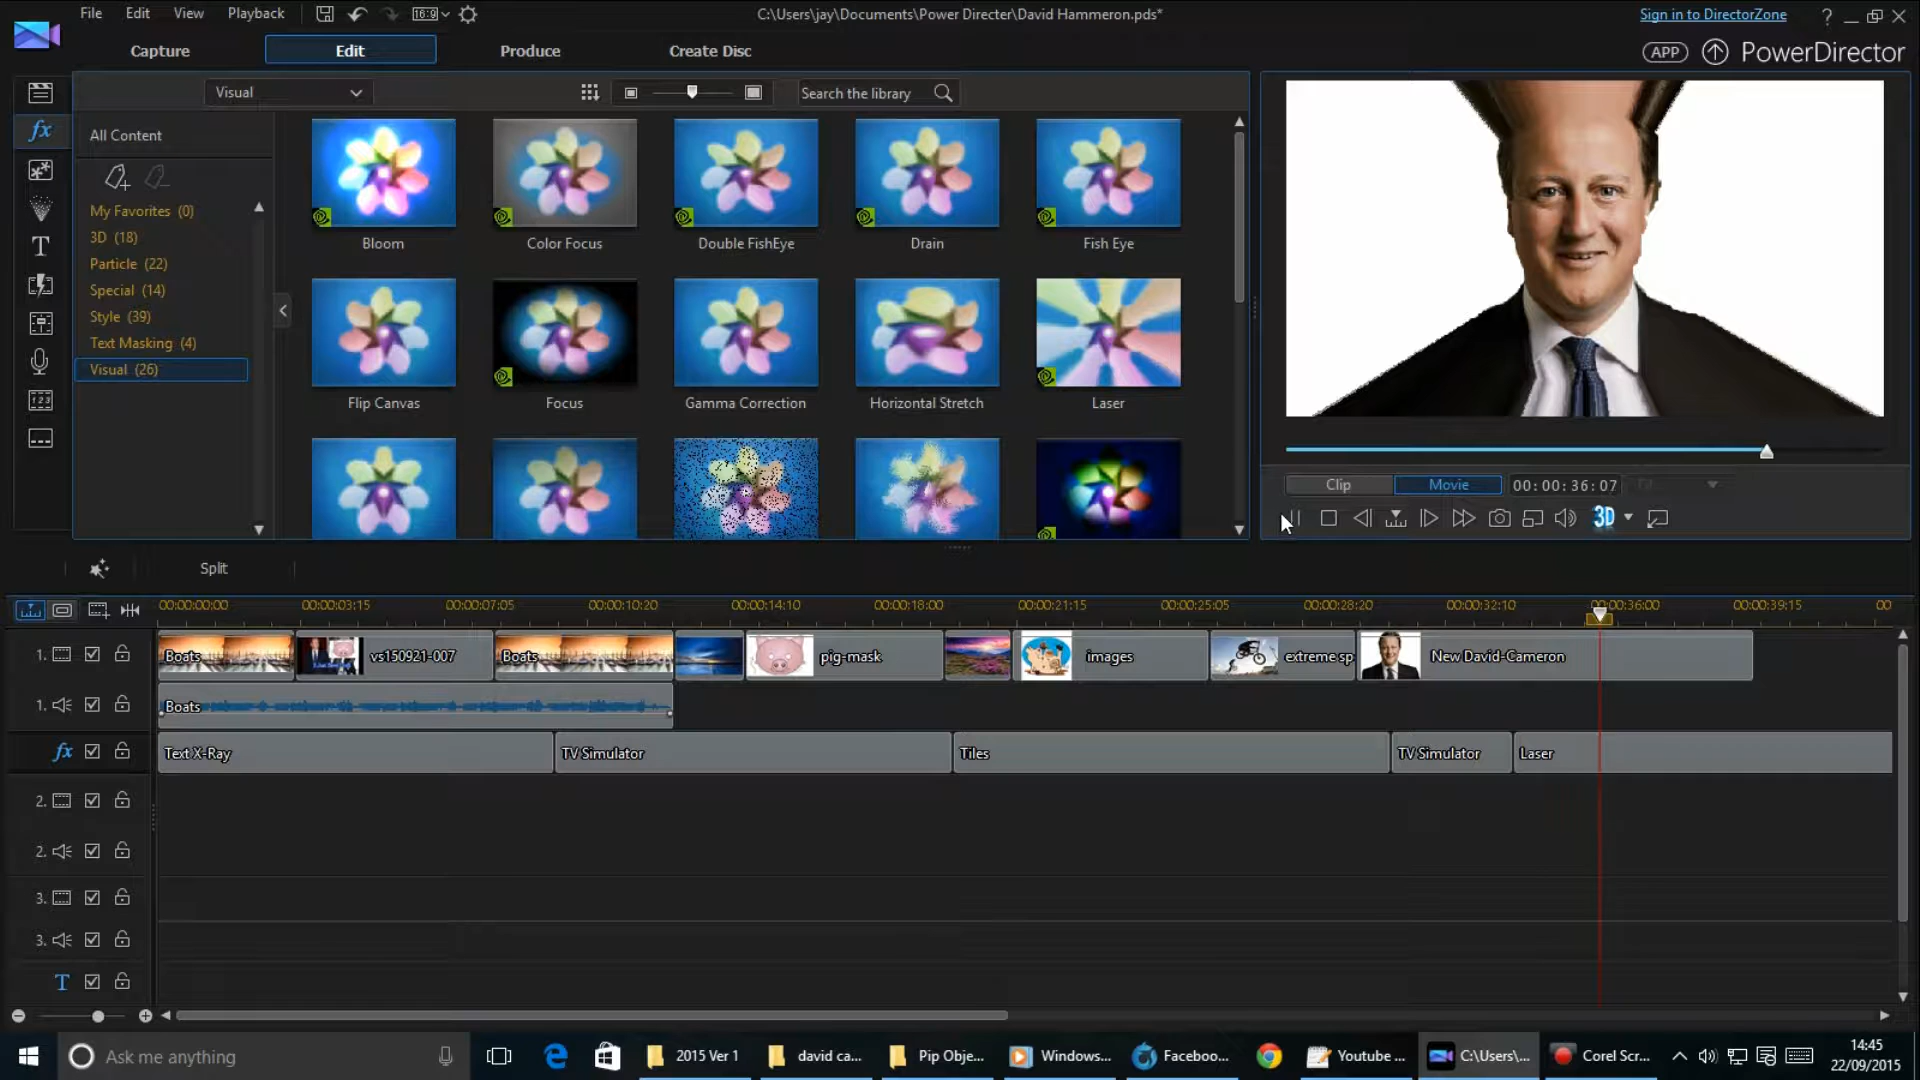 File Edit View Playback 16:9 C:\Users\jay\Documents\Power Directer\David Hammeron.pds* Sign in to DirectorZone ?
Capture Edit Produce Create Disc APP PowerDirector
Visual Search the library
fx All Content
My Favorites (0)
3D (18)
Particle (22)
Special (14)
Style (39)
Text Masking (4)
Visual (26)
T
Bloom Color Focus Double FishEye Drain Fish Eye
Flip Canvas Focus Gamma Correction Horizontal Stretch Laser
Clip Movie 00:00:36:07
3D
Split
00:00:00:00 00:00:03:15 00:00:07:05 00:00:10:20 00:00:14:10 00:00:18:00 00:00:21:15 00:00:25:05 00:00:28:20 00:00:32:10 00:00:36:00 00:00:39:15 00
1. Boats vs150921-007 Boats pig-mask images extreme sp New David-Cameron
1. Boats
fx Text X-Ray TV Simulator Tiles TV Simulator Laser
2.
2.
3.
3.
T
Ask me anything 2015 Ver 1 david ca... Pip Obje... Windows... Faceboo... Youtube ... C:\Users\... Corel Scr... 14:45
22/09/2015